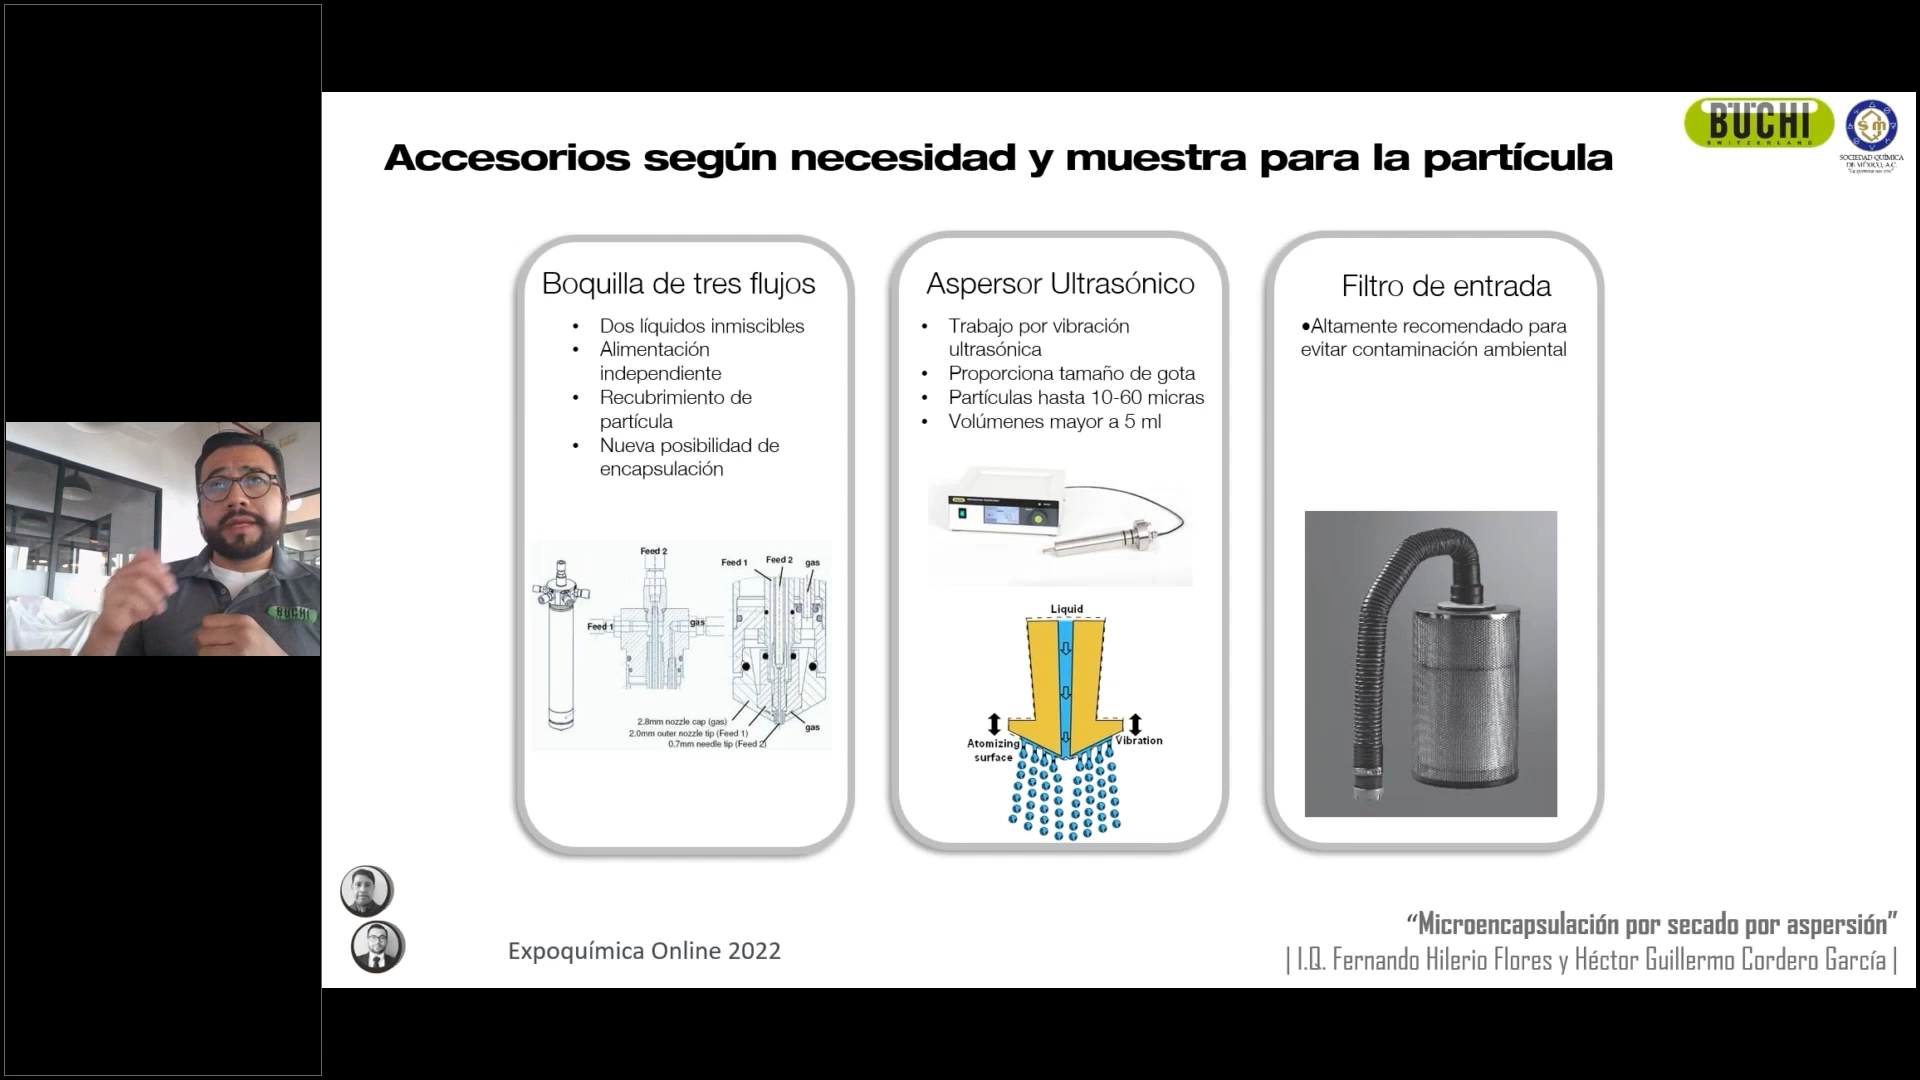 BÜCHI
SWITZERLAND
SOCIEDAD QUÍMICA
DE MÉXICO, A.C.
Accesorios según necesidad y muestra para la partícula
Boquilla de tres flujos
• Dos líquidos inmiscibles
• Alimentación
independiente
• Recubrimiento de
partícula
• Nueva posibilidad de
encapsulación
Feed 2
Feed 1
gas
Feed 1
Feed 2
gas
2.8mm nozzle cap (gas)
2.0mm outer nozzle tip (Feed 1)
0.7mm needle tip (Feed 2)
gas
Aspersor Ultrasónico
• Trabajo por vibración
ultrasónica
• Proporciona tamaño de gota
• Partículas hasta 10-60 micras
• Volúmenes mayor a 5 ml
Liquid
Atomizing
surface
Vibration
Filtro de entrada
•Altamente recomendado para
evitar contaminación ambiental
BÜCHI
Expoquímica Online 2022
“Microencapsulación por secado por aspersión”
| I.Q. Fernando Hilerio Flores y Héctor Guillermo Cordero García |